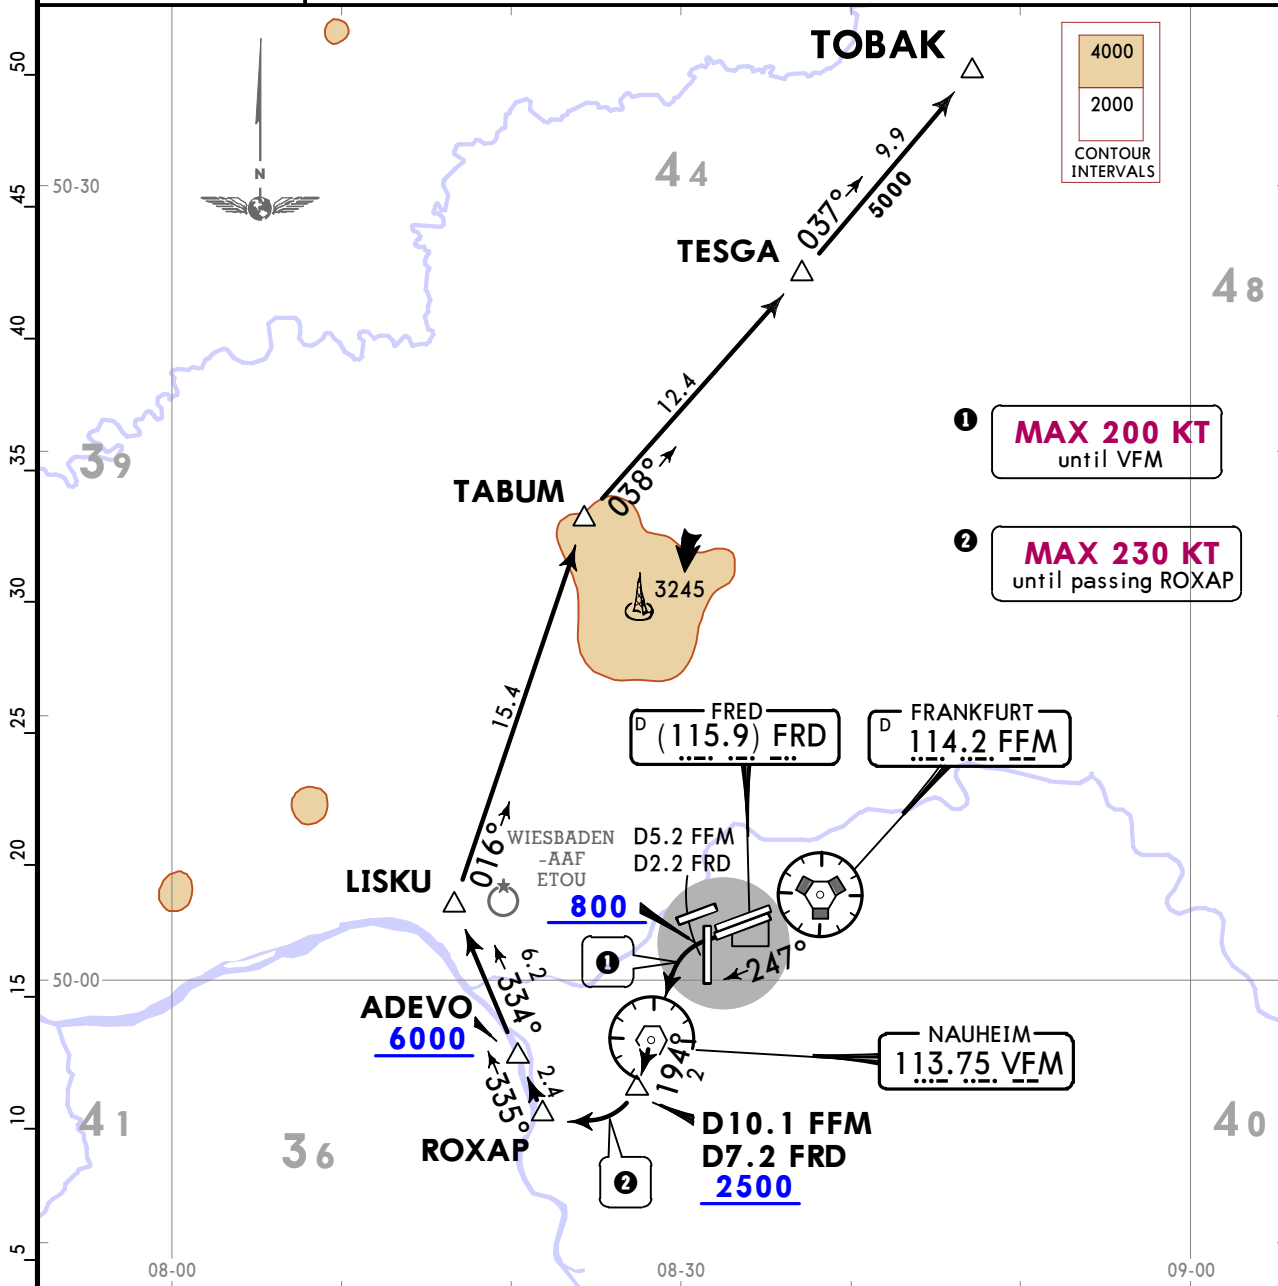 TOBAK
4000
2000
CONTOUR
INTERVALS
50
45
40
35
30
25
20
15
10
5
N
50-30
44
9.9
5000
037°
TESGA
48
12.4
038°
39
TABUM
❶
MAX 200 KT
until VFM
❷
MAX 230 KT
until passing ROXAP
3245
15.4
016°
FRED
D (115.9) FRD
FRANKFURT
D 114.2 FFM
WIESBADEN
-AAF
ETOU
D5.2 FFM
D2.2 FRD
LISKU
800
❶
247°
50-00
6.2
334°
ADEVO
6000
NAUHEIM
113.75 VFM
194°
2
2.4
335°
ROXAP
D10.1 FFM
D7.2 FRD
2500
❷
41
36
40
08-00
08-30
09-00